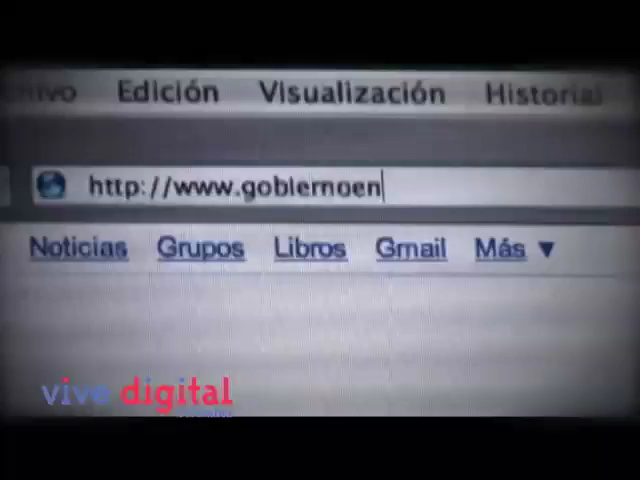 Edición Visualización Historial
http://www.gobiernoen
Noticias Grupos Libros Gmail Más ▼
vive digital